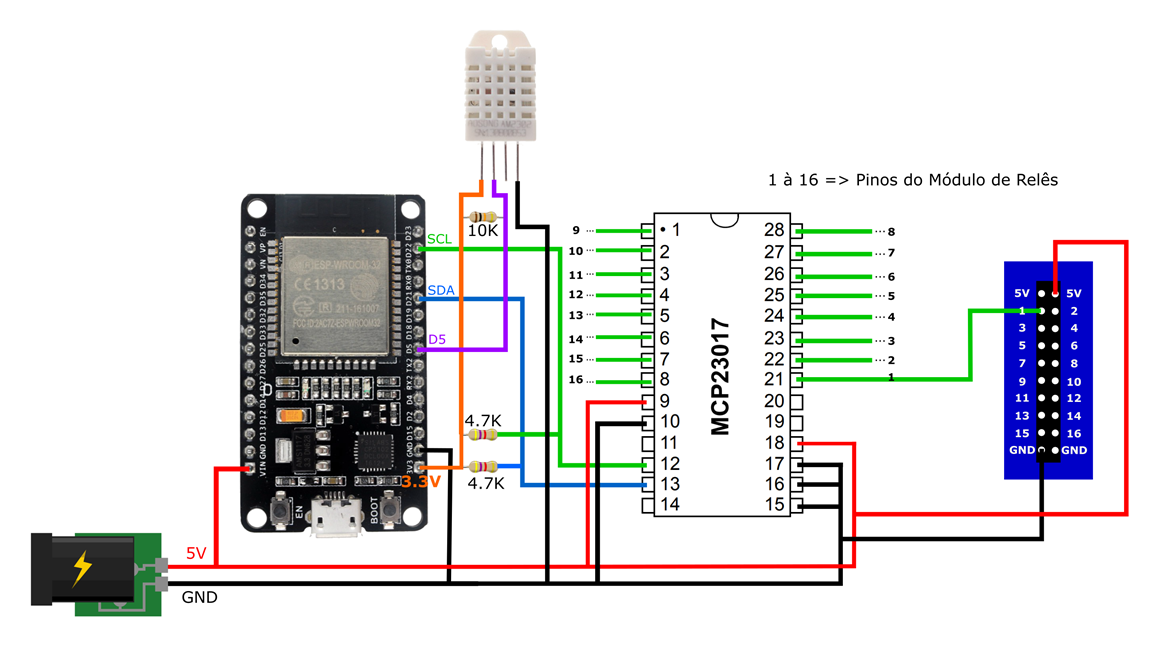 1 à 16 => Pinos do Módulo de Relês
10K
SCL
SDA
D5
4.7K
4.7K
3.3V
5V
GND
ESP-WROOM-32
CE1313
211-161007
FCC ID:2AC72-ESPWROOM32
EN
VP
VN
D34
D35
D32
D33
D25
D26
D27
D14
D12
D13
GND
VIN
D23
D22
TX0
RX0
D21
D19
D18
D5
TX2
RX2
D4
D2
D15
GND
3V3
EN
BOOT
MCP23017
9 ... 1 28 ... 8
10 ... 2 27 ... 7
11 ... 3 26 ... 6
12 ... 4 25 ... 5
13 ... 5 24 ... 4
14 ... 6 23 ... 3
15 ... 7 22 ... 2
16 ... 8 21 1
9 20
10 19
11 18
12 17
13 16
14 15
5V 5V
1 2
3 4
5 6
7 8
9 10
11 12
13 14
15 16
GND GND